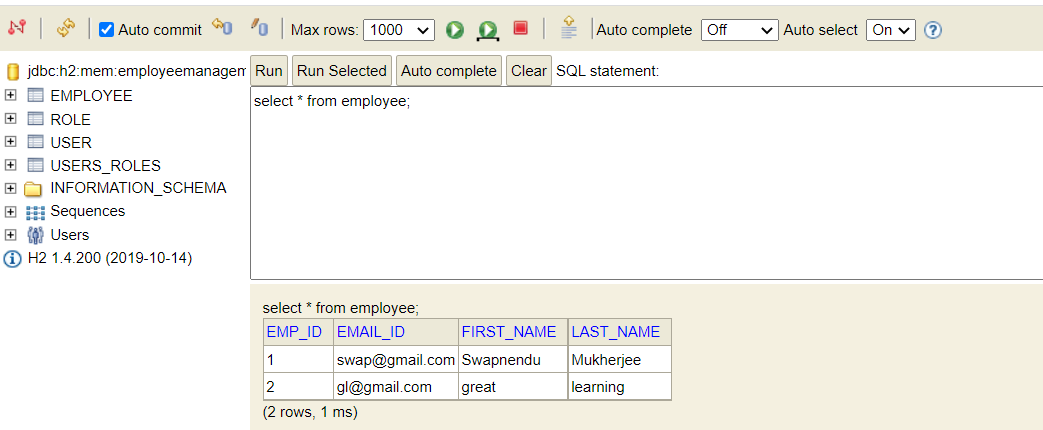 Auto commit Max rows: 1000 Auto complete Off Auto select On ?
jdbc:h2:mem:employeemanagem
EMPLOYEE
ROLE
USER
USERS_ROLES
INFORMATION_SCHEMA
Sequences
Users
H2 1.4.200 (2019-10-14)
Run Run Selected Auto complete Clear SQL statement:
select * from employee;
select * from employee;
EMP_ID EMAIL_ID FIRST_NAME LAST_NAME
1 swap@gmail.com Swapnendu Mukherjee
2 gl@gmail.com great learning
(2 rows, 1 ms)